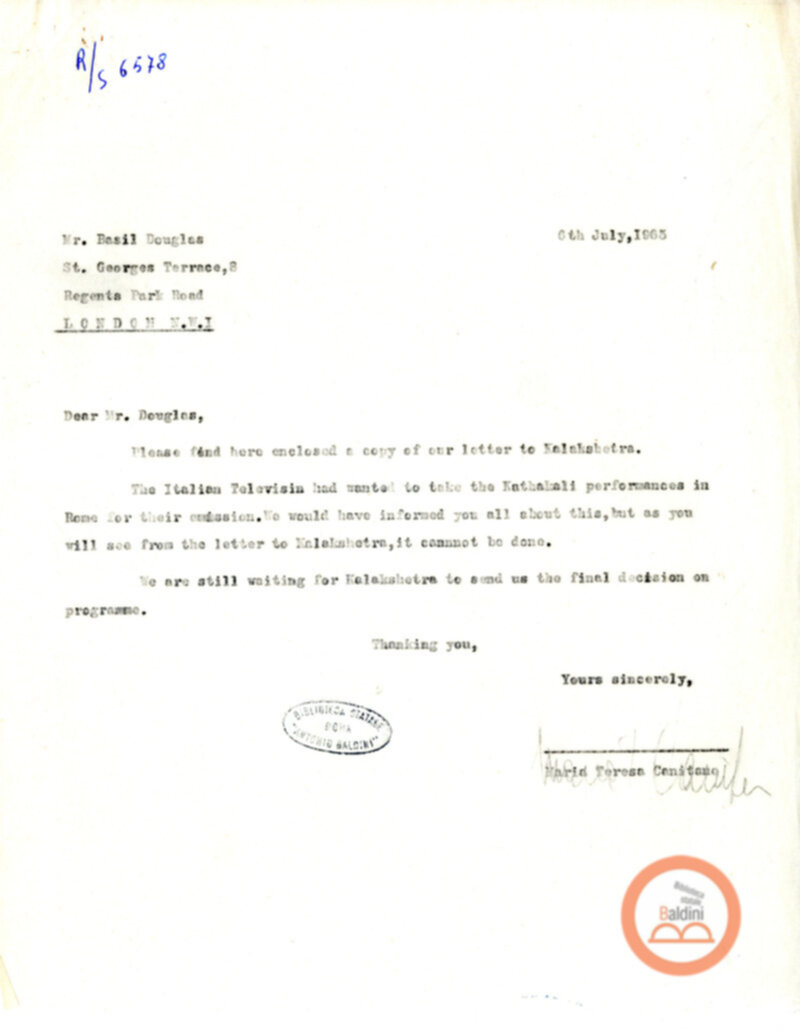 R/S 6578
Mr. Basil Douglas
6th July,1965
St. Georges Terrace,8
Regents Park Road
LONDON N.W.I
Dear Mr. Douglas,
Please find here enclosed a copy of our letter to Kalakshetra.
The Italian Televisin had wanted to take the Kathakali performances in
Rome for their emission.We would have informed you all about this,but as you
will see from the letter to Kalakshetra,it cannnot be done.
We are still waiting for Kalakshetra to send us the final decision on
programme.
Thanking you,
Yours sincerely,
BIBLIOTECA STATALE
ROMA
"ANTONIO BALDINI"
Maria Teresa Canitano
Biblioteca
statale
Baldini